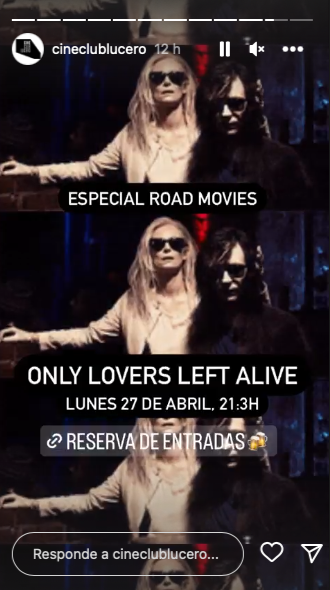 cineclublucero 12 h
ESPECIAL ROAD MOVIES
ONLY LOVERS LEFT ALIVE
LUNES 27 DE ABRIL, 21:3H
RESERVA DE ENTRADAS
Responde a cineclublucero...